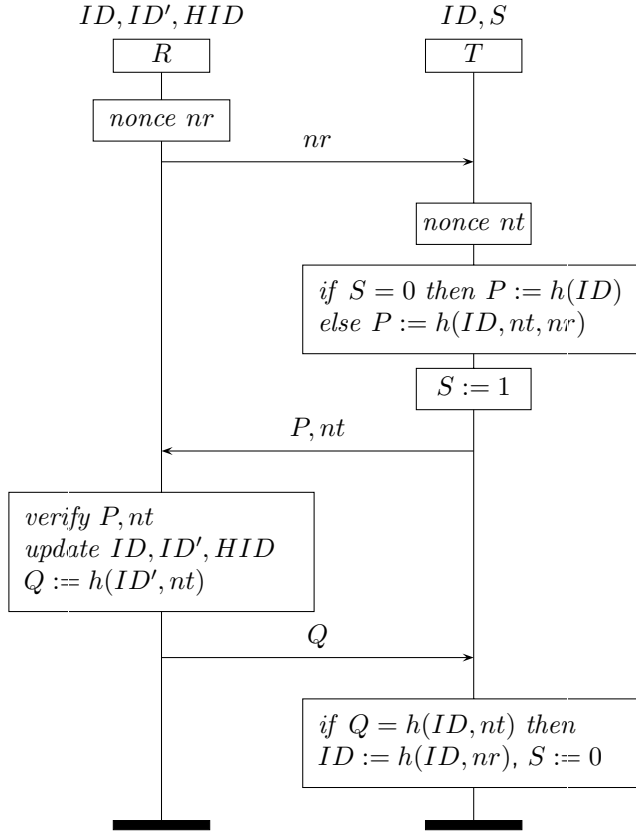 ID, ID′, HID
ID, S
R
T
nonce nr
nr
nonce nt
if S = 0 then P := h(ID)
else P := h(ID, nt, nr)
S := 1
P, nt
verify P, nt
update ID, ID′, HID
Q := h(ID′, nt)
Q
if Q = h(ID, nt) then
ID := h(ID, nr), S := 0